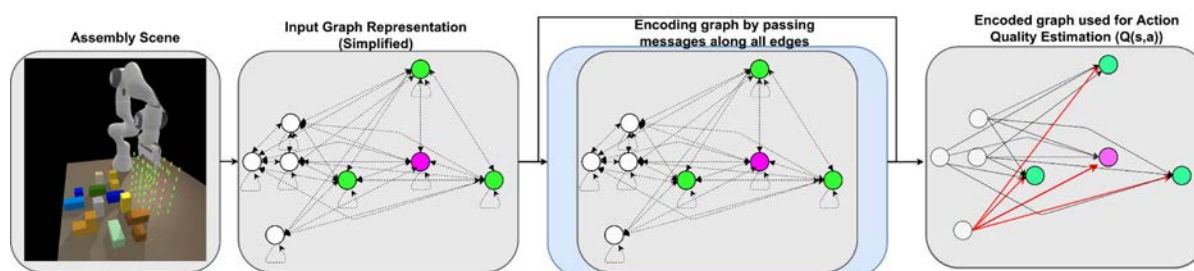 Assembly Scene
Input Graph Representation
(Simplified)
Encoding graph by passing
messages along all edges
Encoded graph used for Action
Quality Estimation (Q(s,a))